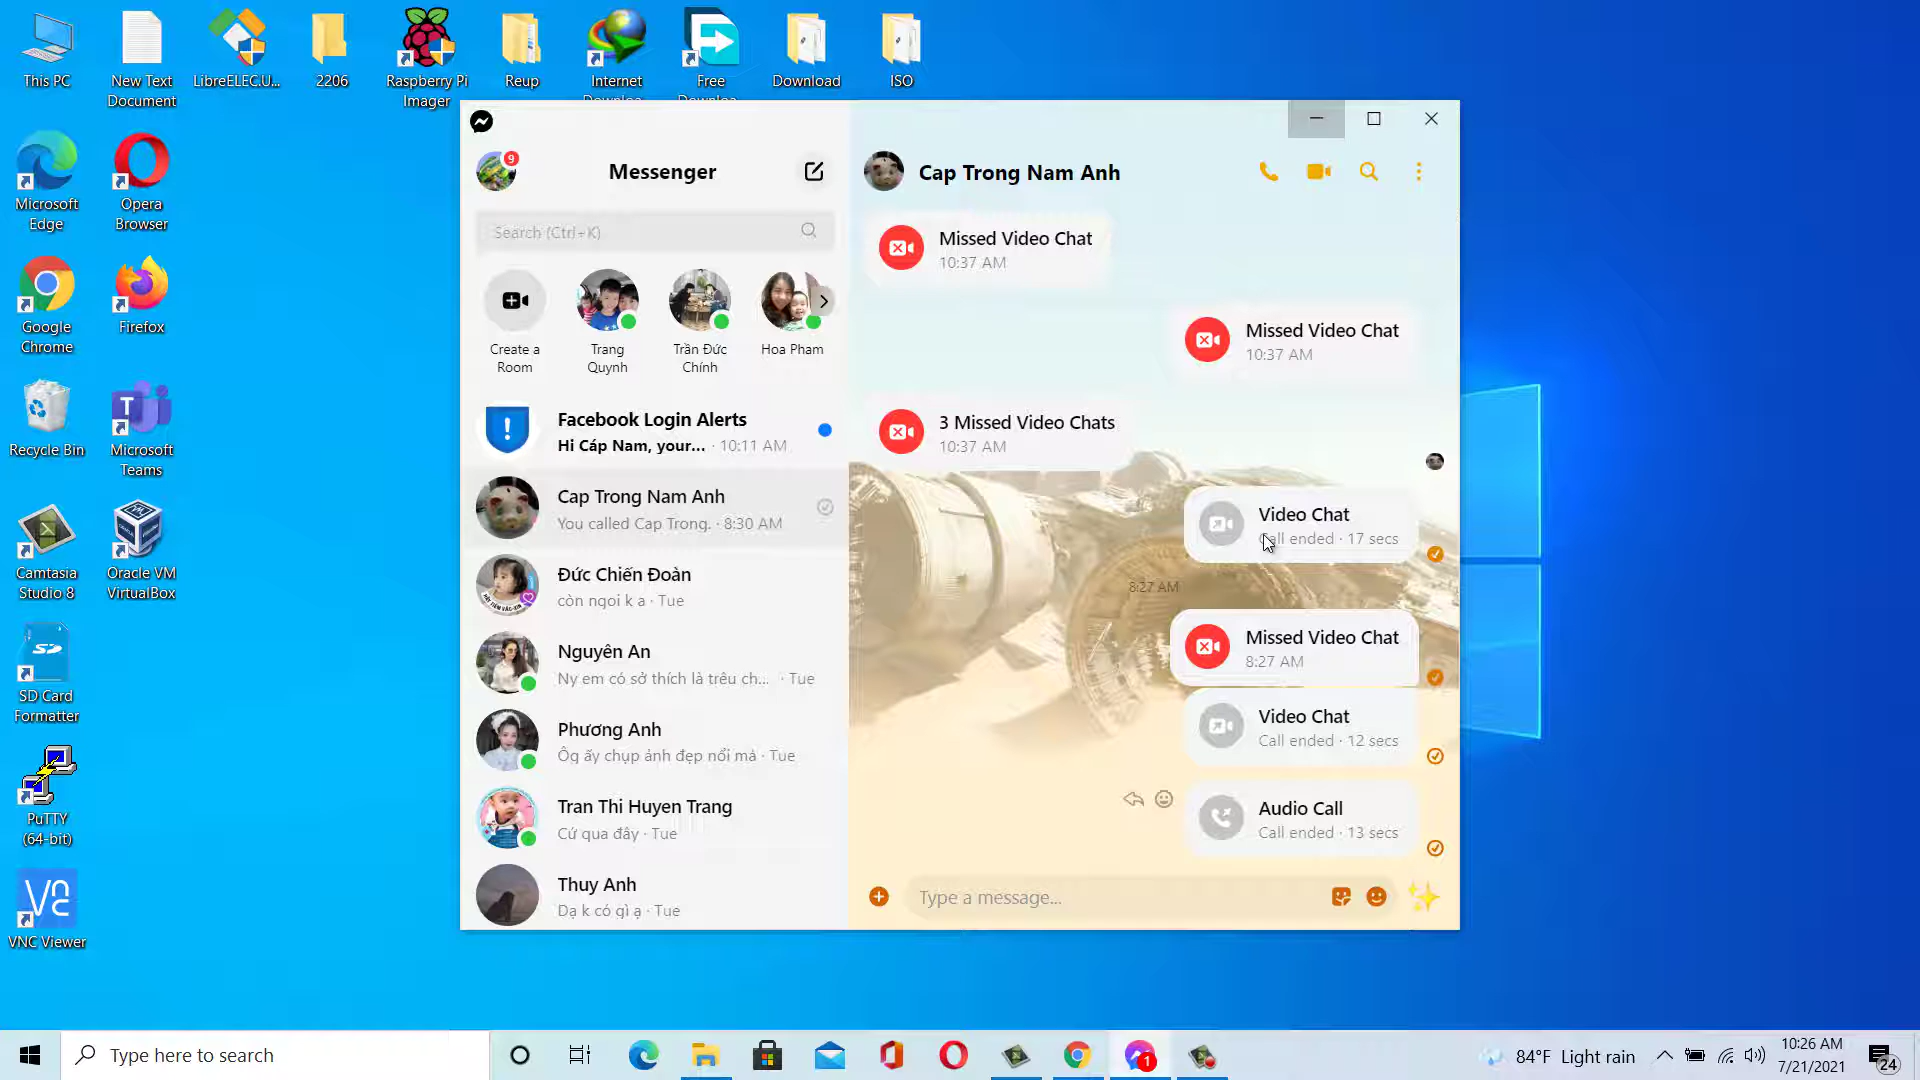 This PC
New Text
Document
LibreELEC.U...
2206
Raspberry Pi
Imager
Reup
Internet
Downloa...
Free
Downloa...
Download
ISO
Microsoft
Edge
Opera
Browser
Google
Chrome
Firefox
Recycle Bin
Microsoft
Teams
Camtasia
Studio 8
Oracle VM
VirtualBox
SD Card
Formatter
PuTTY
(64-bit)
VNC Viewer
9
Messenger
Search (Ctrl+K)
Create a
Room
Trang
Quynh
Trần Đức
Chính
Hoa Pham
Facebook Login Alerts
Hi Cáp Nam, your... · 10:11 AM
Cap Trong Nam Anh
You called Cap Trong. · 8:30 AM
Đức Chiến Đoàn
còn ngoi k a · Tue
Nguyên An
Ny em có sở thích là trêu ch... · Tue
Phương Anh
Ôg ấy chụp ảnh đẹp nổi mà · Tue
Tran Thi Huyen Trang
Cứ qua đây · Tue
Thuy Anh
Dạ k có gì ạ · Tue
Cap Trong Nam Anh
Missed Video Chat
10:37 AM
Missed Video Chat
10:37 AM
3 Missed Video Chats
10:37 AM
Video Chat
Call ended · 17 secs
8:27 AM
Missed Video Chat
8:27 AM
Video Chat
Call ended · 12 secs
Audio Call
Call ended · 13 secs
Type a message...
Type here to search
1
84°F Light rain
10:26 AM
7/21/2021
24